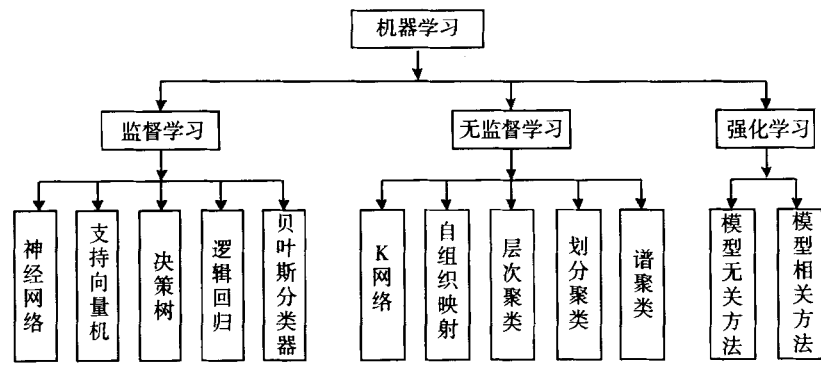 机器学习
监督学习
无监督学习
强化学习
神经网络
支持向量机
决策树
逻辑回归
贝叶斯分类器
K网络
自组织映射
层次聚类
划分聚类
谱聚类
模型无关方法
模型相关方法